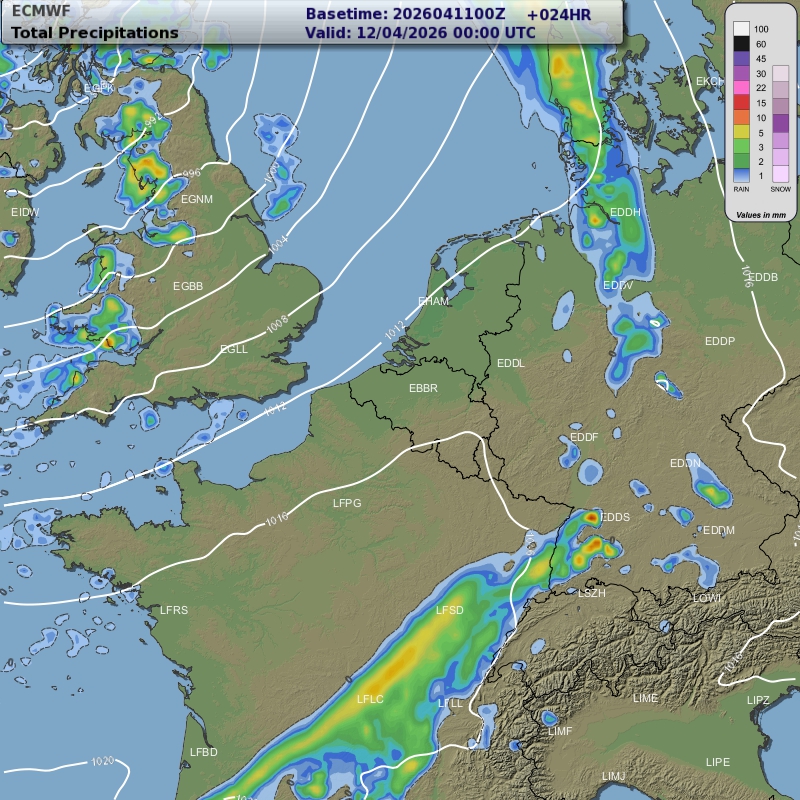 ECMWF
Basetime: 2026041100Z +024HR
Total Precipitations
Valid: 12/04/2026 00:00 UTC
100
60
45
30
22
15
10
5
3
2
1
RAIN SNOW
Values in mm
EGPK
EKCH
992
996
EIDW
EGNM
1000
EDDH
1004
EDDB
1016
EGBB
EDDV
EHAM
1008
1012
EGLL
EDDP
EDDL
EBBR
1012
EDDF
EDDN
LFPG
1016
EDDS
EDDM
LSZH
LOWI
LFRS
LFSD
1016
LFLC
LFLL
LIME
LIPZ
LIMF
LFBD
1020
LIPE
LIMJ